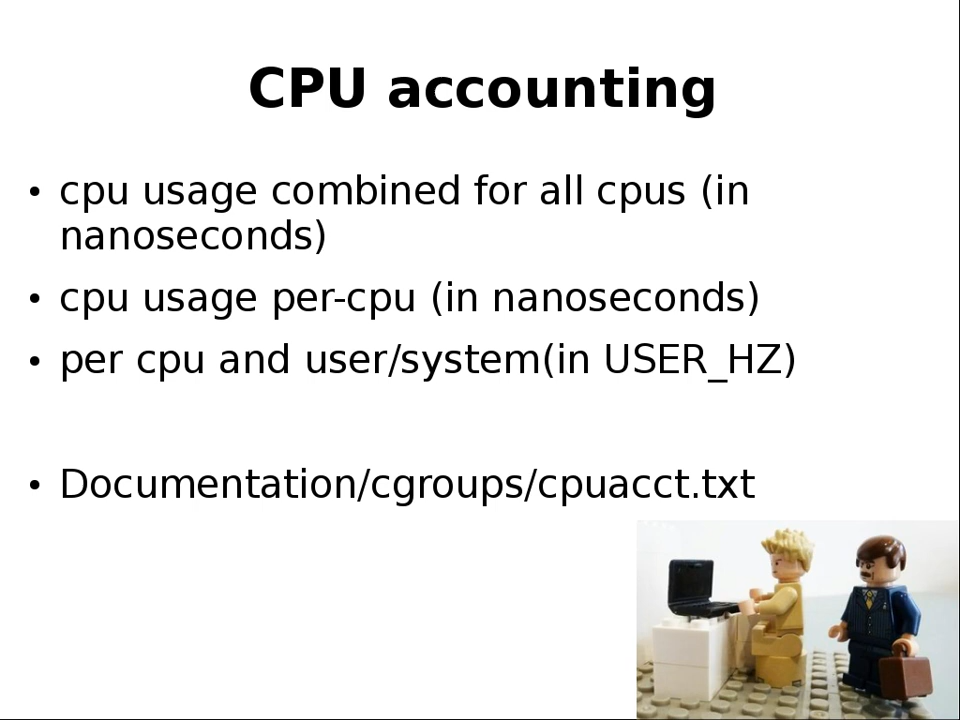 CPU accounting
• cpu usage combined for all cpus (in
nanoseconds)
• cpu usage per-cpu (in nanoseconds)
• per cpu and user/system(in USER_HZ)
• Documentation/cgroups/cpuacct.txt